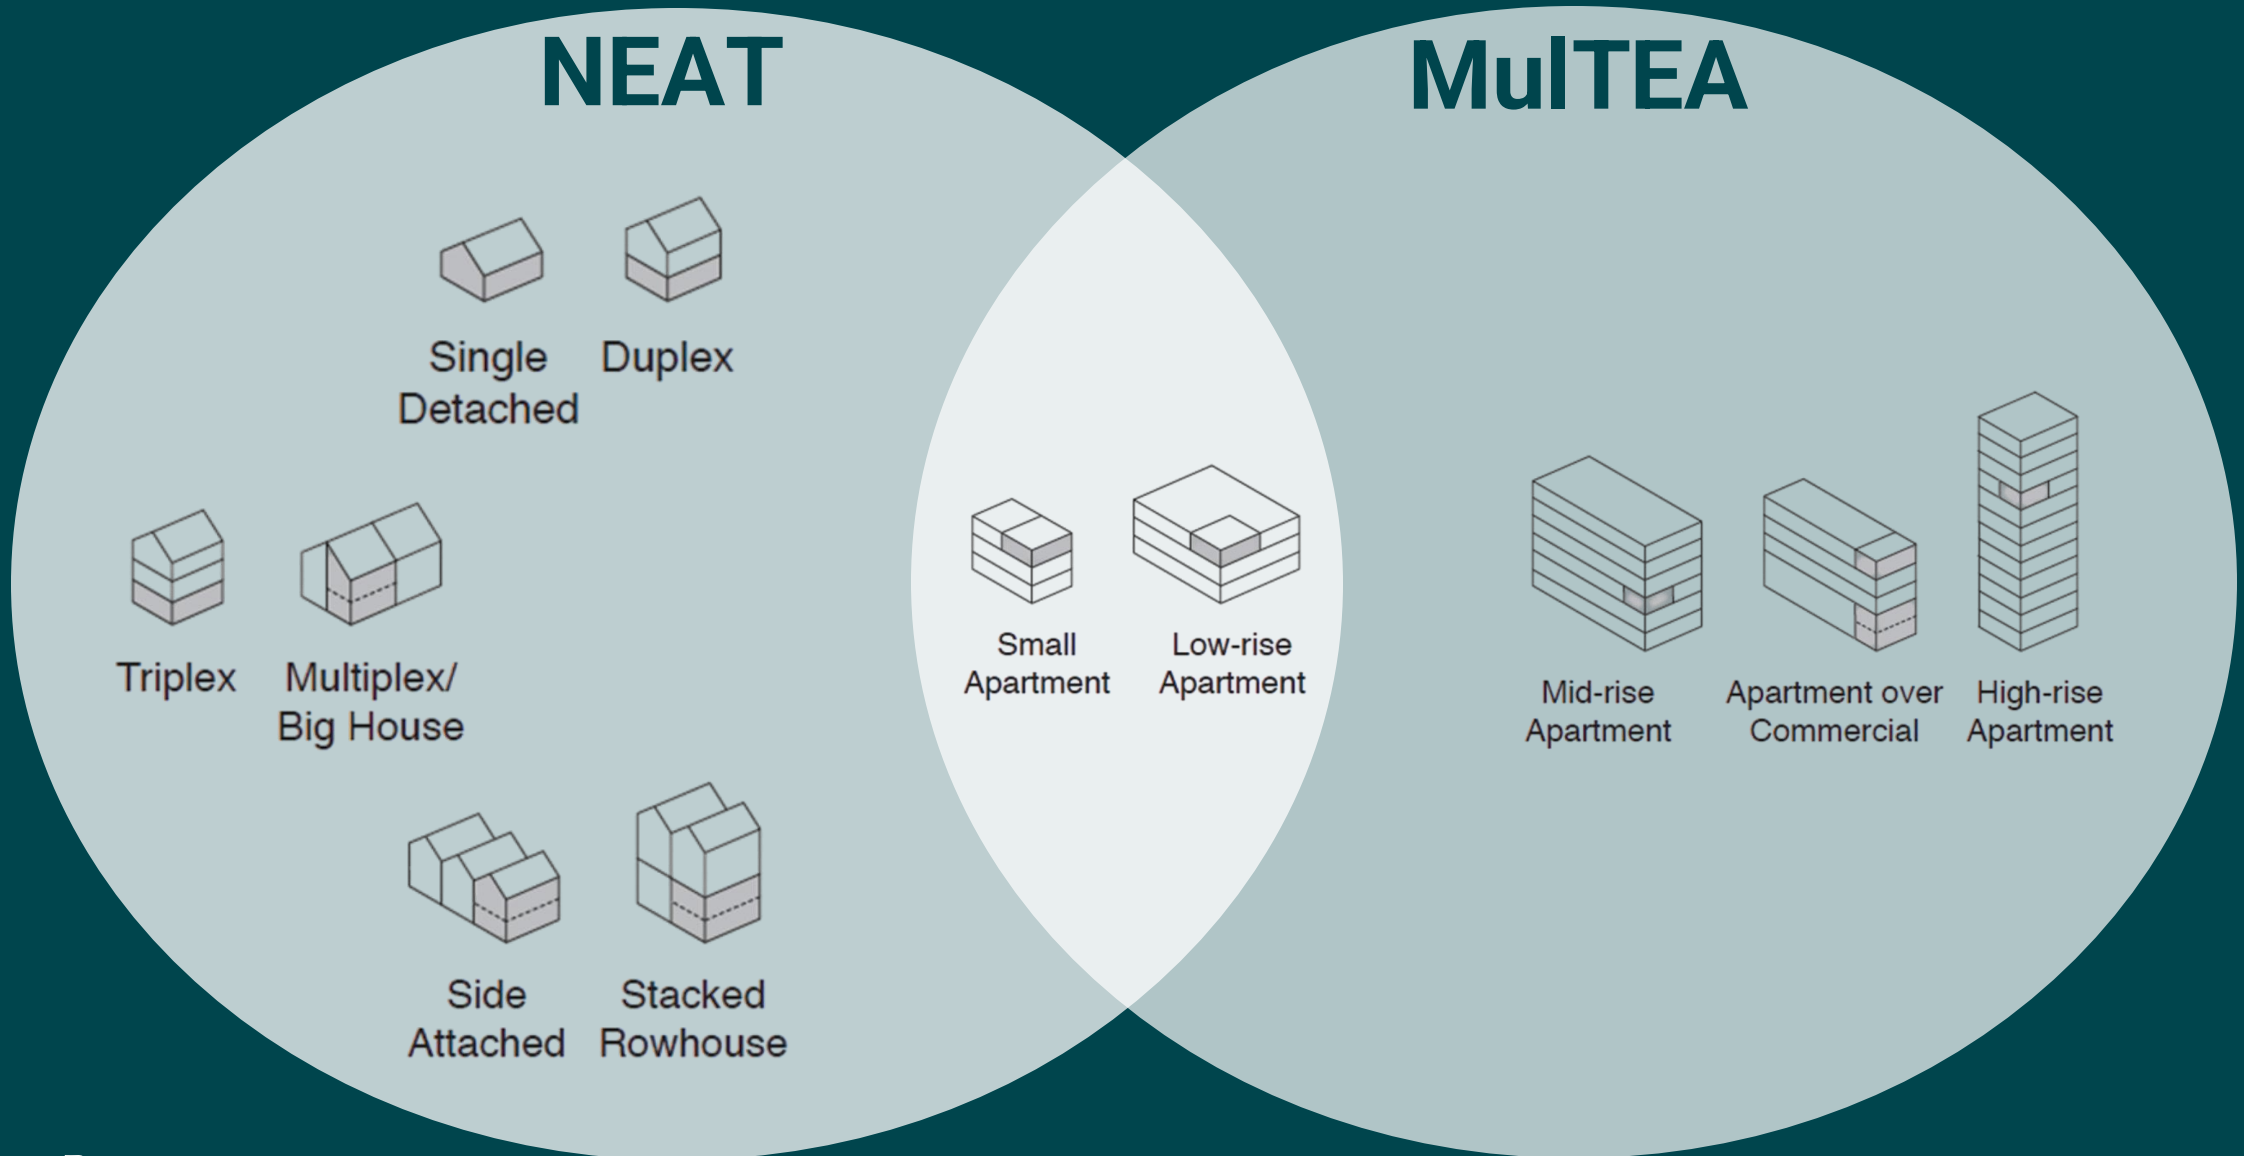 NEAT
MulTEA
Single
Detached
Duplex
Triplex
Multiplex/
Big House
Side
Attached
Stacked
Rowhouse
Small
Apartment
Low-rise
Apartment
Mid-rise
Apartment
Apartment over
Commercial
High-rise
Apartment